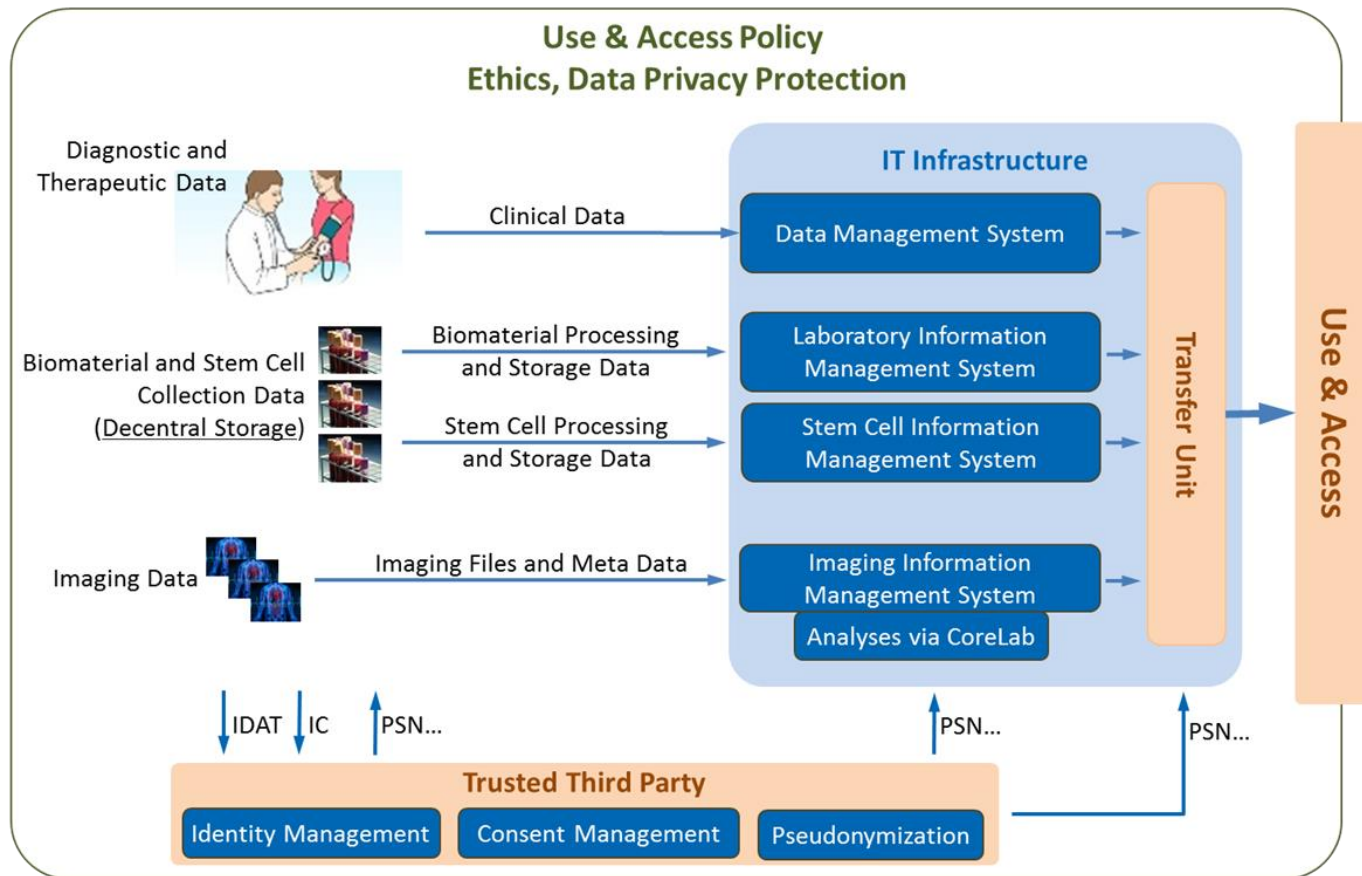 Use & Access Policy
Ethics, Data Privacy Protection
Diagnostic and
Therapeutic Data
Clinical Data
IT Infrastructure
Data Management System
Biomaterial and Stem Cell
Collection Data
(Decentral Storage)
Biomaterial Processing
and Storage Data
Laboratory Information
Management System
Stem Cell Processing
and Storage Data
Stem Cell Information
Management System
Imaging Data
Imaging Files and Meta Data
Imaging Information
Management System
Analyses via CoreLab
Transfer Unit
Use & Access
IDAT
IC
PSN...
PSN...
PSN...
Trusted Third Party
Identity Management
Consent Management
Pseudonymization